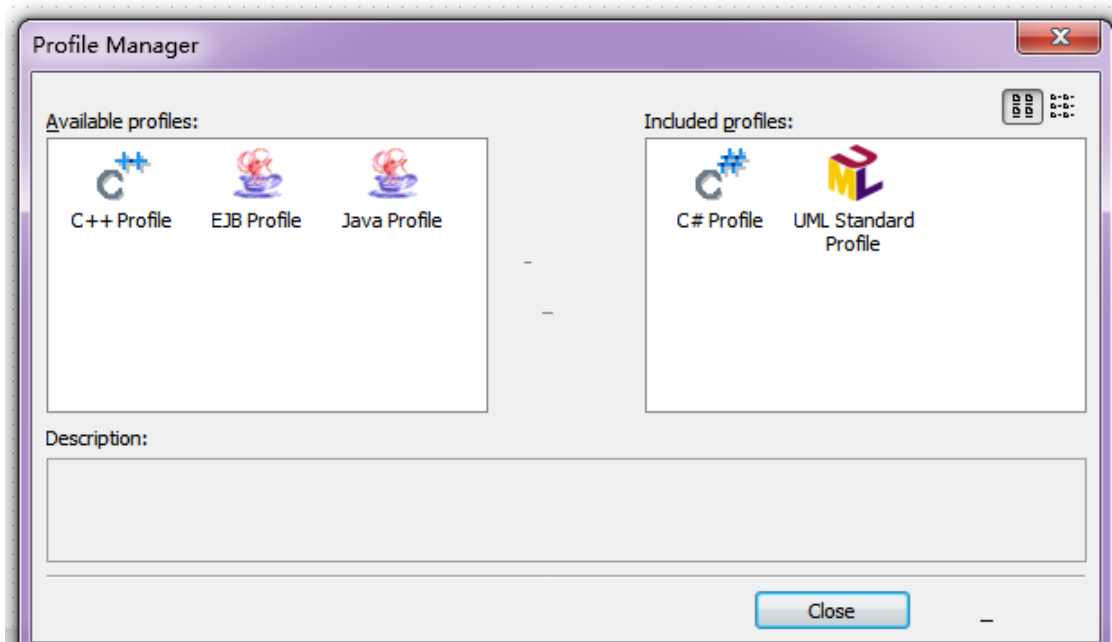 Profile Manager
Available profiles:
Included profiles:
C++ Profile
EJB Profile
Java Profile
C# Profile
UML Standard
Profile
Description:
Close